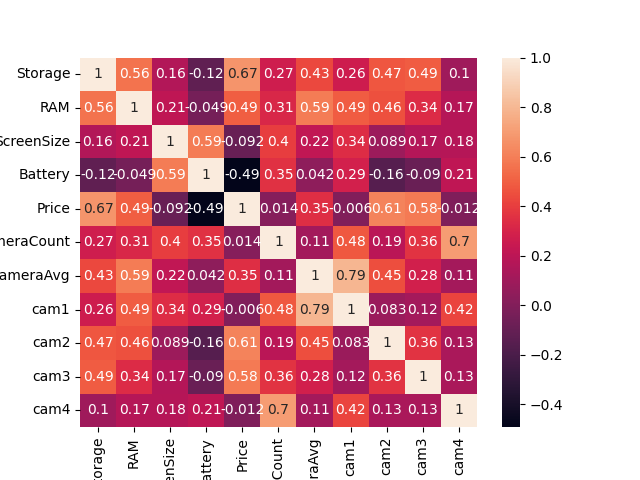 Storage 1 0.56 0.16 -0.12 0.67 0.27 0.43 0.26 0.47 0.49 0.1
RAM 0.56 1 0.21 -0.049 0.49 0.31 0.59 0.49 0.46 0.34 0.17
ScreenSize 0.16 0.21 1 0.59 -0.092 0.4 0.22 0.34 0.089 0.17 0.18
Battery -0.12 -0.049 0.59 1 -0.49 0.35 0.042 0.29 -0.16 -0.09 0.21
Price 0.67 0.49 -0.092 -0.49 1 0.014 0.35 -0.006 0.61 0.58 -0.012
meraCount 0.27 0.31 0.4 0.35 0.014 1 0.11 0.48 0.19 0.36 0.7
ameraAvg 0.43 0.59 0.22 0.042 0.35 0.11 1 0.79 0.45 0.28 0.11
cam1 0.26 0.49 0.34 0.29 -0.006 0.48 0.79 1 0.083 0.12 0.42
cam2 0.47 0.46 0.089 -0.16 0.61 0.19 0.45 0.083 1 0.36 0.13
cam3 0.49 0.34 0.17 -0.09 0.58 0.36 0.28 0.12 0.36 1 0.13
cam4 0.1 0.17 0.18 0.21 -0.012 0.7 0.11 0.42 0.13 0.13 1
torage RAM enSize attery Price Count raAvg cam1 cam2 cam3 cam4
1.0
0.8
0.6
0.4
0.2
0.0
−0.2
−0.4